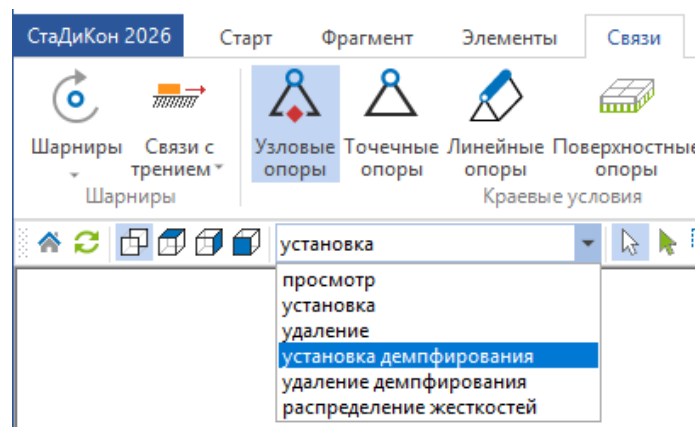 СтаДиКон 2026 Старт Фрагмент Элементы Связи
Шарниры Связи с трением Узловые опоры Точечные опоры Линейные опоры Поверхностные опоры
Шарниры Краевые условия
установка
просмотр
установка
удаление
установка демпфирования
удаление демпфирования
распределение жесткостей